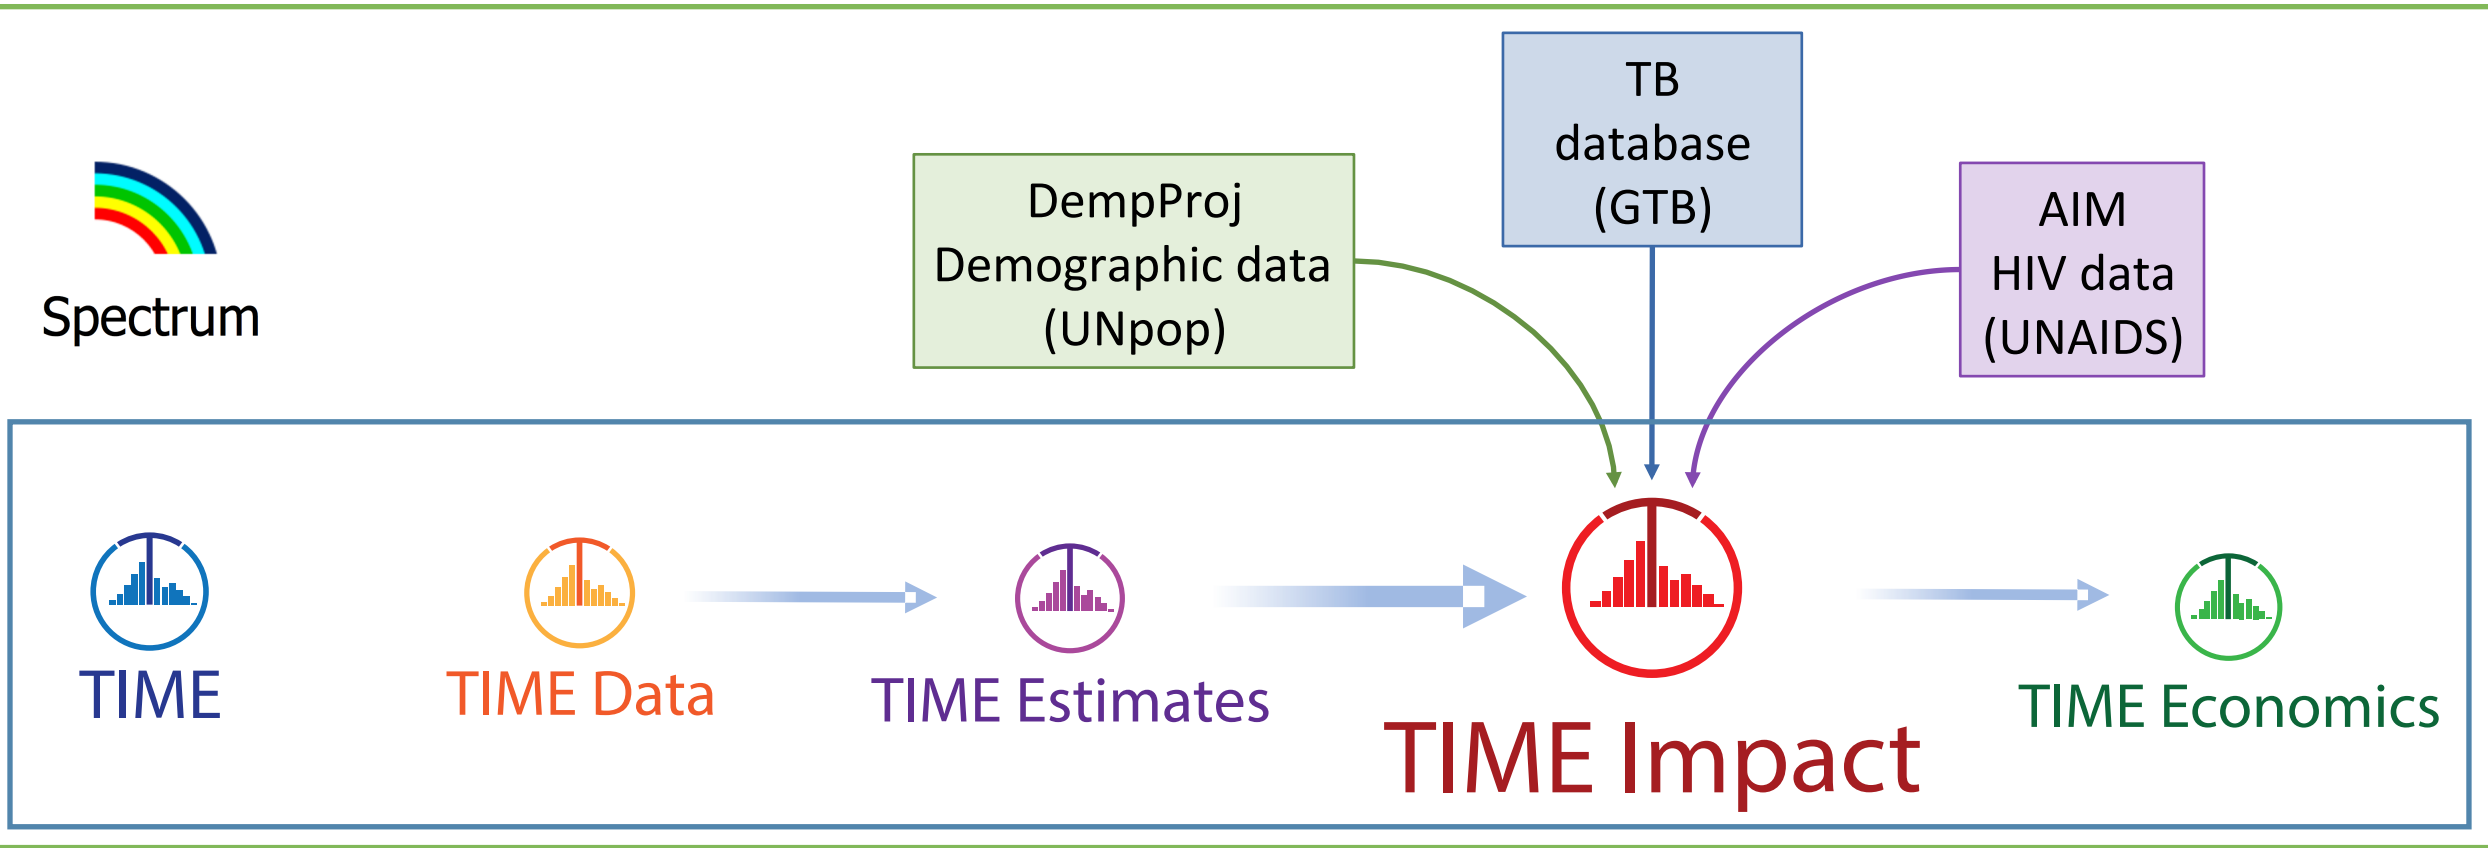 Spectrum
DempProj
Demographic data
(UNpop)
TB
database
(GTB)
AIM
HIV data
(UNAIDS)
TIME
TIME Data
TIME Estimates
TIME Impact
TIME Economics